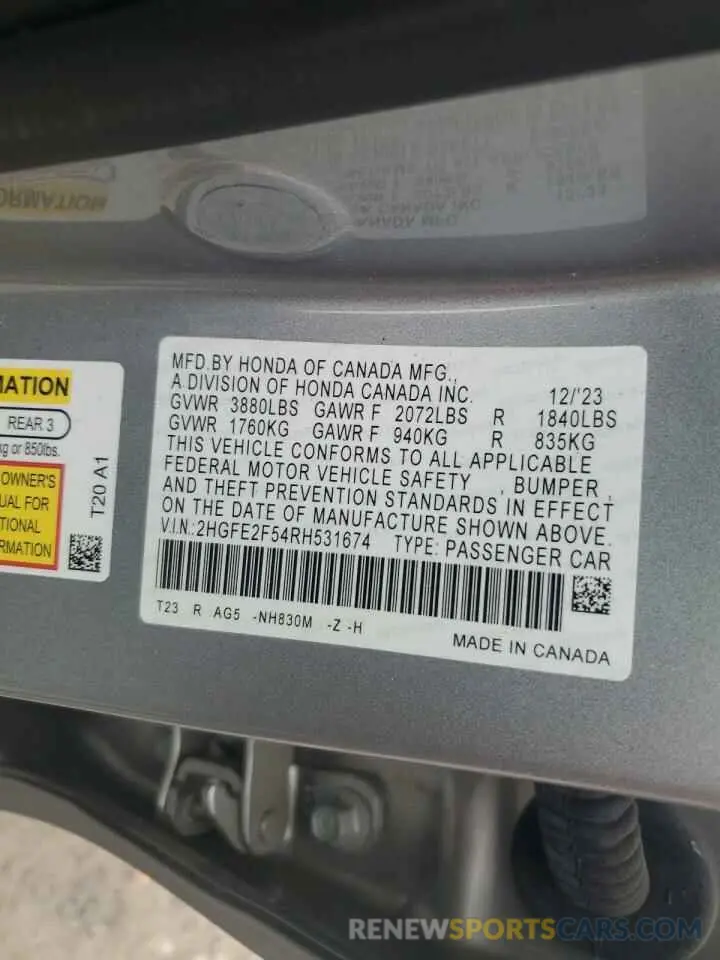 MATION
REAR 3
kg or 850lbs.
OWNER'S
UAL FOR
TIONAL
RMATION
T20 A1
MFD.BY HONDA OF CANADA MFG.,
A DIVISION OF HONDA CANADA INC. 12/'23
GVWR 3880LBS GAWR F 2072LBS R 1840LBS
GVWR 1760KG GAWR F 940KG R 835KG
THIS VEHICLE CONFORMS TO ALL APPLICABLE
FEDERAL MOTOR VEHICLE SAFETY , BUMPER ,
AND THEFT PREVENTION STANDARDS IN EFFECT
ON THE DATE OF MANUFACTURE SHOWN ABOVE.
V.I.N.:2HGFE2F54RH531674 TYPE: PASSENGER CAR
T23 R AG5 -NH830M -Z -H
MADE IN CANADA
RENEWSPORTSCARS.COM